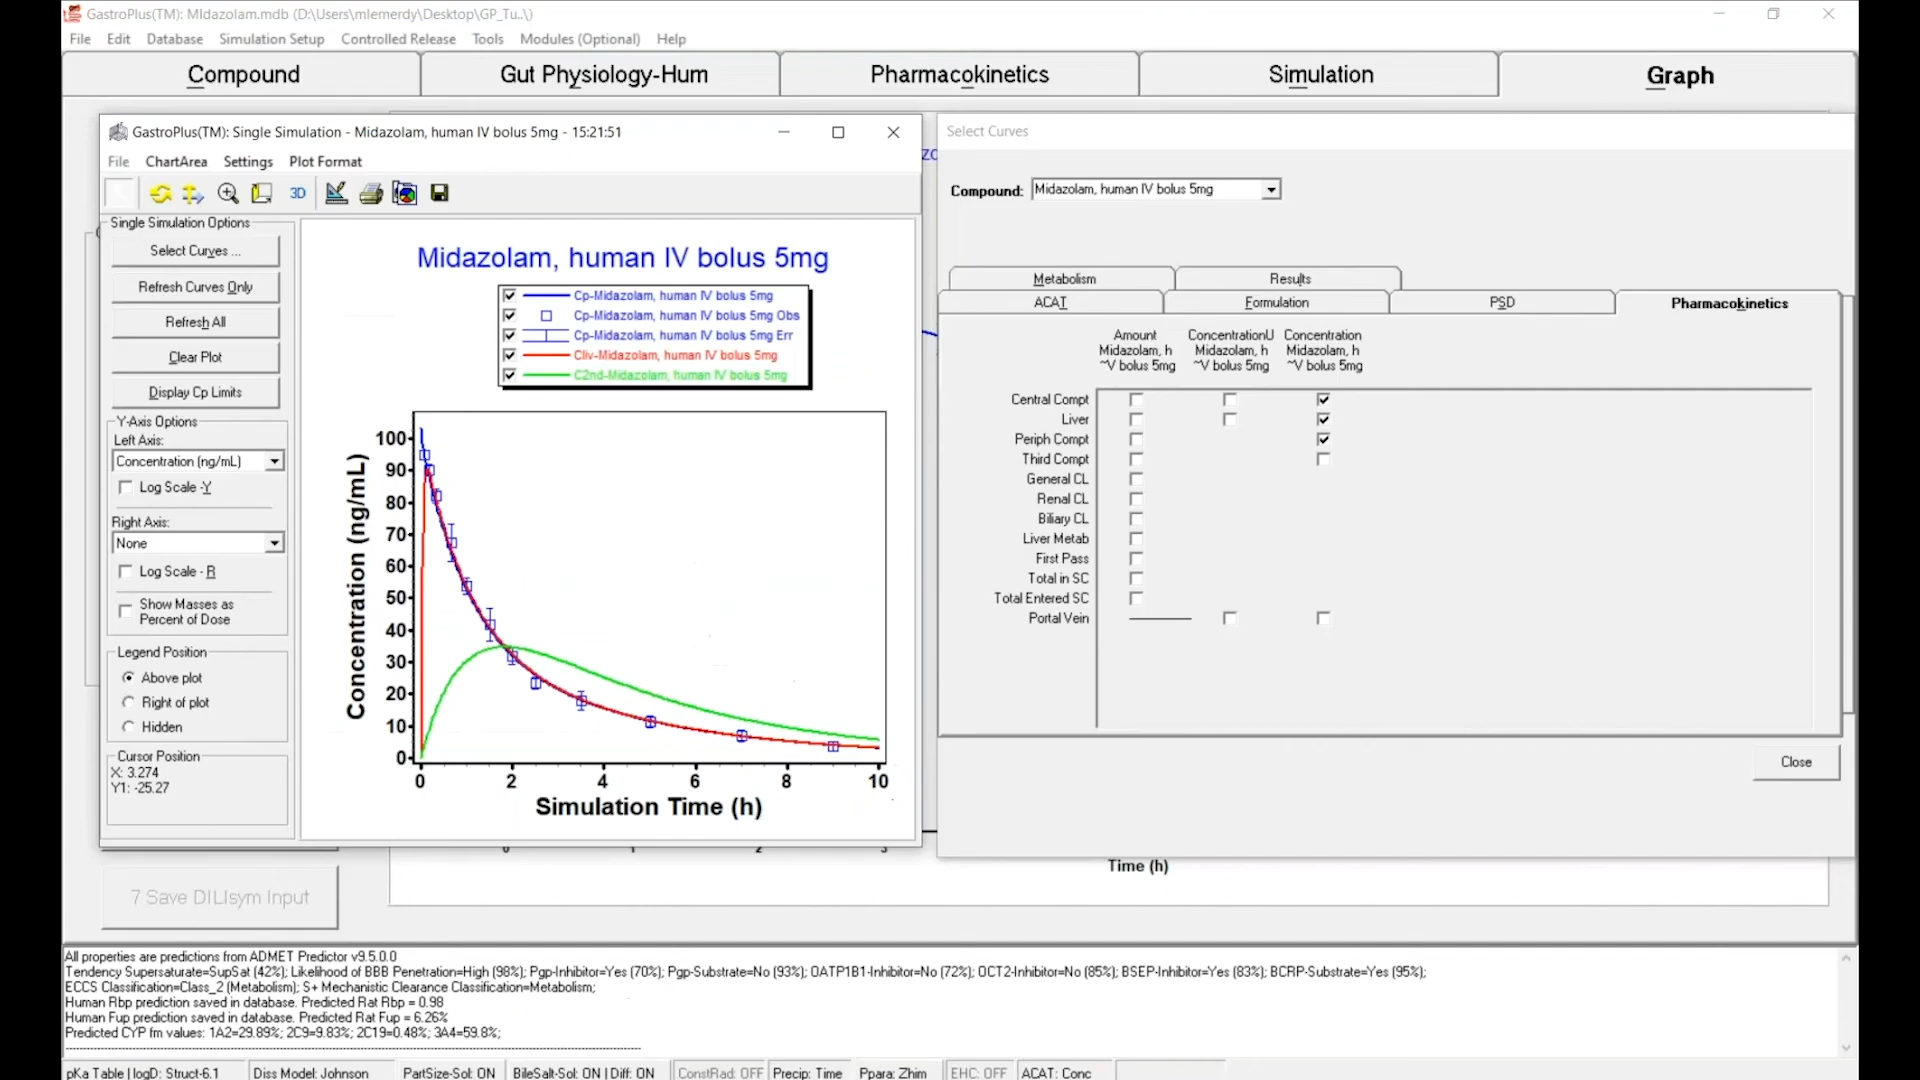 GastroPlus(TM): MIdazolam.mdb (D:\Users\mlemerdy\Desktop\GP_Tu..\)
File Edit Database Simulation Setup Controlled Release Tools Modules (Optional) Help
Compound Gut Physiology-Hum Pharmacokinetics Simulation Graph
GastroPlus(TM): Single Simulation - Midazolam, human IV bolus 5mg - 15:21:51
File ChartArea Settings Plot Format
3D
Single Simulation Options
Select Curves ...
Refresh Curves Only
Refresh All
Clear Plot
Display Cp Limits
Y-Axis Options
Left Axis:
Concentration (ng/mL)
Log Scale -Y
Right Axis:
None
Log Scale - R
Show Masses as
Percent of Dose
Legend Position
Above plot
Right of plot
Hidden
Cursor Position
X: 3.274
Y1: -25.27
Midazolam, human IV bolus 5mg
Cp-Midazolam, human IV bolus 5mg
Cp-Midazolam, human IV bolus 5mg Obs
Cp-Midazolam, human IV bolus 5mg Err
Cliv-Midazolam, human IV bolus 5mg
C2nd-Midazolam, human IV bolus 5mg
Concentration (ng/mL)
100
90
80
70
60
50
40
30
20
10
0
0 2 4 6 8 10
Simulation Time (h)
Select Curves
Compound: Midazolam, human IV bolus 5mg
Metabolism Results
ACAT Formulation PSD Pharmacokinetics
Amount ConcentrationU Concentration
Midazolam, h Midazolam, h Midazolam, h
~V bolus 5mg ~V bolus 5mg ~V bolus 5mg
Central Compt
Liver
Periph Compt
Third Compt
General CL
Renal CL
Biliary CL
Liver Metab
First Pass
Total in SC
Total Entered SC
Portal Vein
Close
Time (h)
7 Save DILIsym Input
All properties are predictions from ADMET Predictor v9.5.0.0
Tendency Supersaturate=SupSat (42%); Likelihood of BBB Penetration=High (98%); Pgp-Inhibitor=Yes (70%); Pgp-Substrate=No (93%); OATP1B1-Inhibitor=No (72%); OCT2-Inhibitor=No (85%); BSEP-Inhibitor=Yes (83%); BCRP-Substrate=Yes (95%);
ECCS Classification=Class_2 (Metabolism); S+ Mechanistic Clearance Classification=Metabolism;
Human Rbp prediction saved in database. Predicted Rat Rbp = 0.98
Human Fup prediction saved in database. Predicted Rat Fup = 6.26%
Predicted CYP fm values: 1A2=29.89%; 2C9=9.83%; 2C19=0.48%; 3A4=59.8%;
pKa Table | logD: Struct-6.1 Diss Model: Johnson PartSize-Sol: ON BileSalt-Sol: ON | Diff: ON ConstRad: OFF Precip: Time Ppara: Zhim EHC: OFF ACAT: Conc